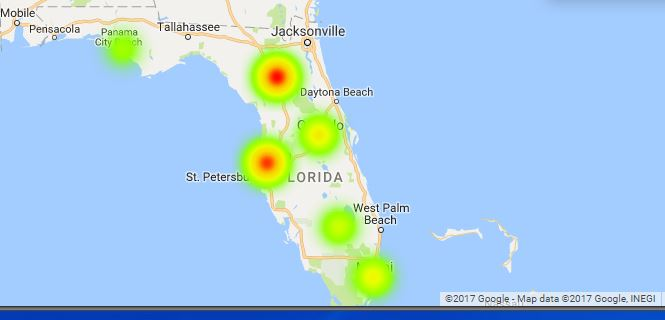 Mobile
Pensacola
Panama
City Beach
Tallahassee
Jacksonville
Daytona Beach
St. Petersbu
LORIDA
West Palm
Beach
©2017 Google - Map data ©2017 Google, INEGI